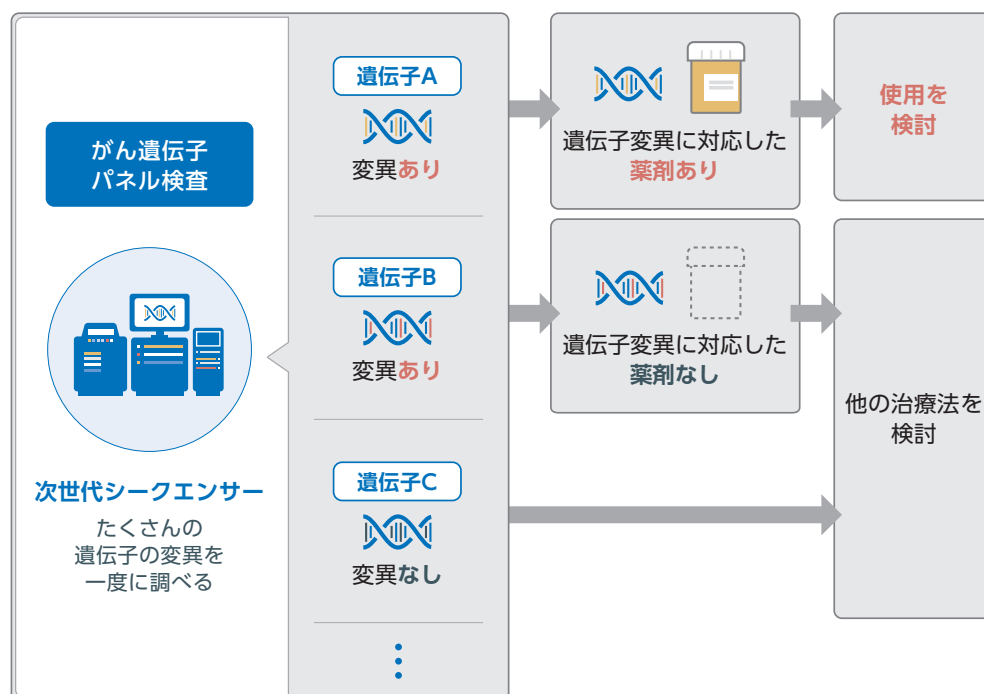 がん遺伝子
パネル検査
次世代シークエンサー
たくさんの
遺伝子の変異を
一度に調べる
遺伝子A
変異あり
遺伝子B
変異あり
遺伝子C
変異なし
遺伝子変異に対応した
薬剤あり
遺伝子変異に対応した
薬剤なし
使用を
検討
他の治療法を
検討